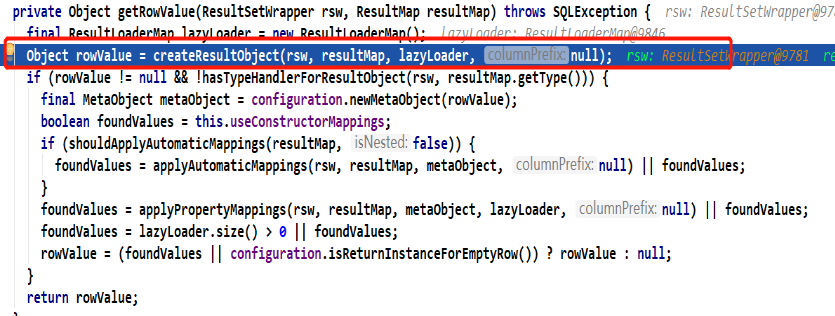 private Object getRowValue(ResultSetWrapper rsw, ResultMap resultMap) throws SQLException { rsw: ResultSetWrapper@978
final ResultLoaderMap lazyLoader = new ResultLoaderMap(); lazyLoader: ResultLoaderMap@9846
Object rowValue = createResultObject(rsw, resultMap, lazyLoader, columnPrefix: null); rsw: ResultSetWrapper@9781 re
if (rowValue != null && !hasTypeHandlerForResultObject(rsw, resultMap.getType())) {
final MetaObject metaObject = configuration.newMetaObject(rowValue);
boolean foundValues = this.useConstructorMappings;
if (shouldApplyAutomaticMappings(resultMap, isNested: false)) {
foundValues = applyAutomaticMappings(rsw, resultMap, metaObject, columnPrefix: null) || foundValues;
}
foundValues = applyPropertyMappings(rsw, resultMap, metaObject, lazyLoader, columnPrefix: null) || foundValues;
foundValues = lazyLoader.size() > 0 || foundValues;
rowValue = (foundValues || configuration.isReturnInstanceForEmptyRow()) ? rowValue : null;
}
return rowValue;